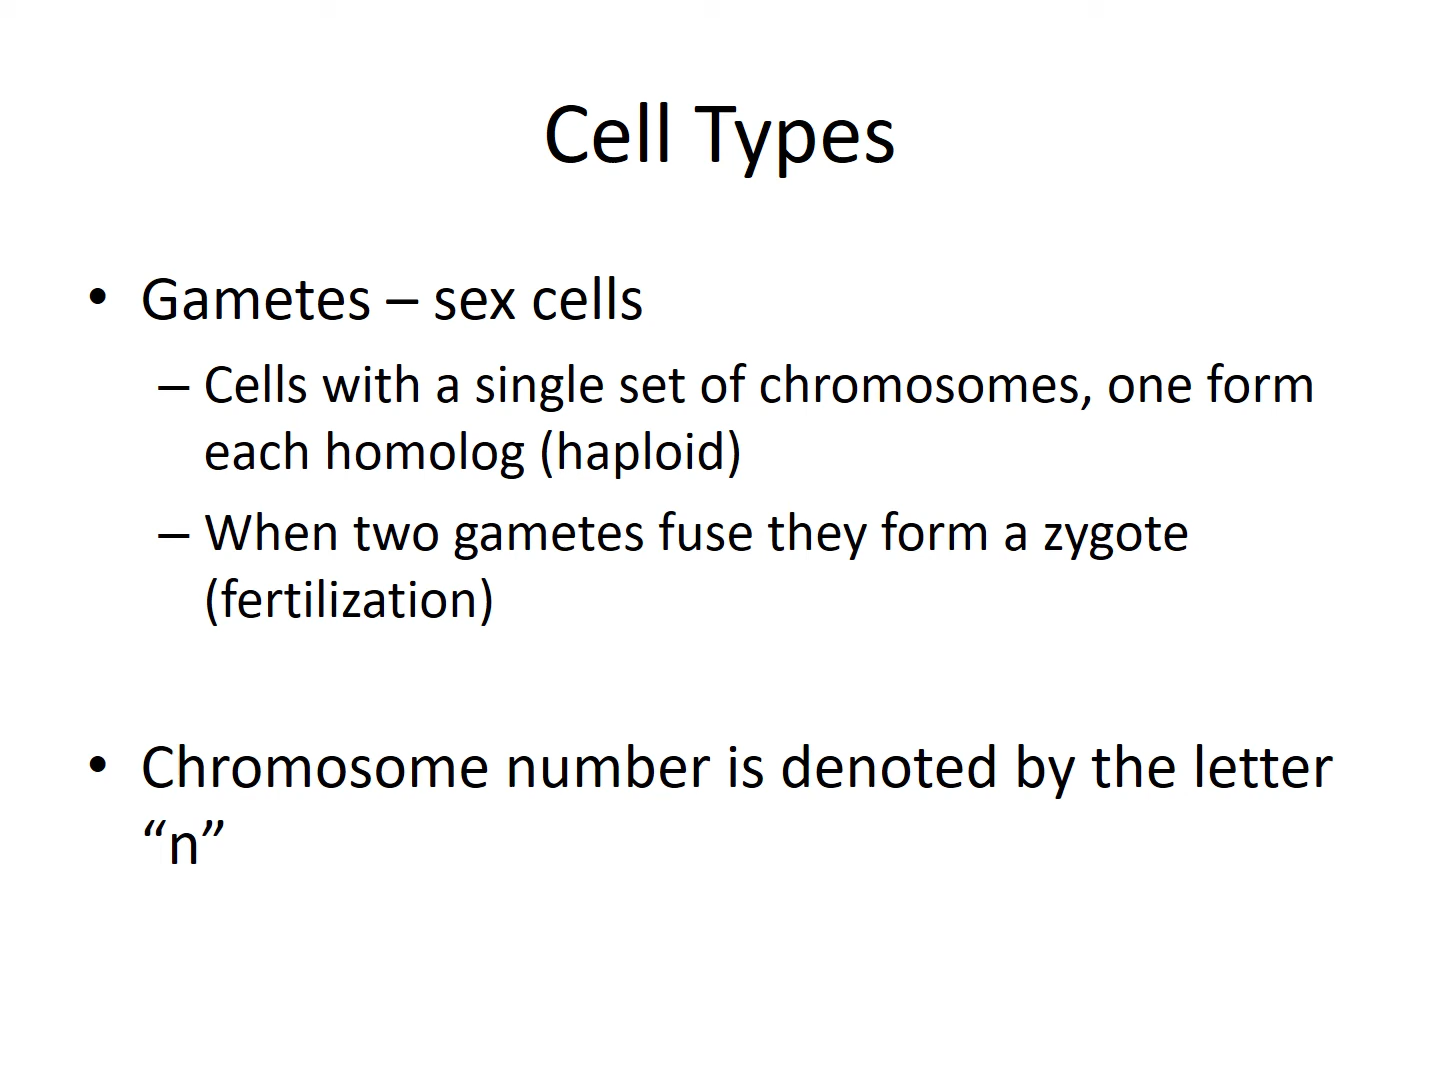 Cell Types
• Gametes – sex cells
– Cells with a single set of chromosomes, one form
each homolog (haploid)
– When two gametes fuse they form a zygote
(fertilization)
• Chromosome number is denoted by the letter
“n”